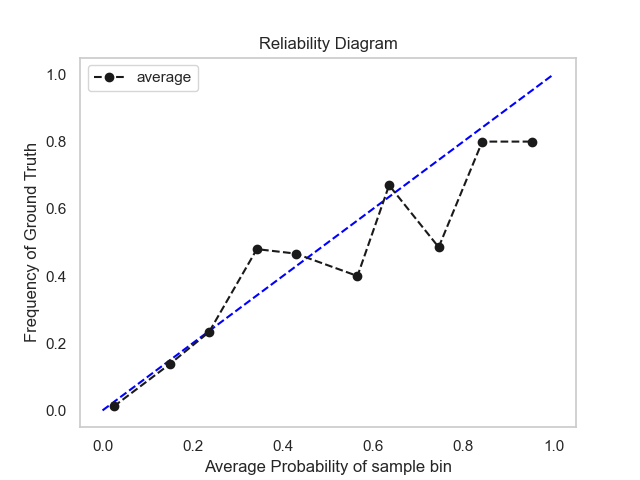 Reliability Diagram
average
Frequency of Ground Truth
1.0
0.8
0.6
0.4
0.2
0.0
0.0 0.2 0.4 0.6 0.8 1.0
Average Probability of sample bin